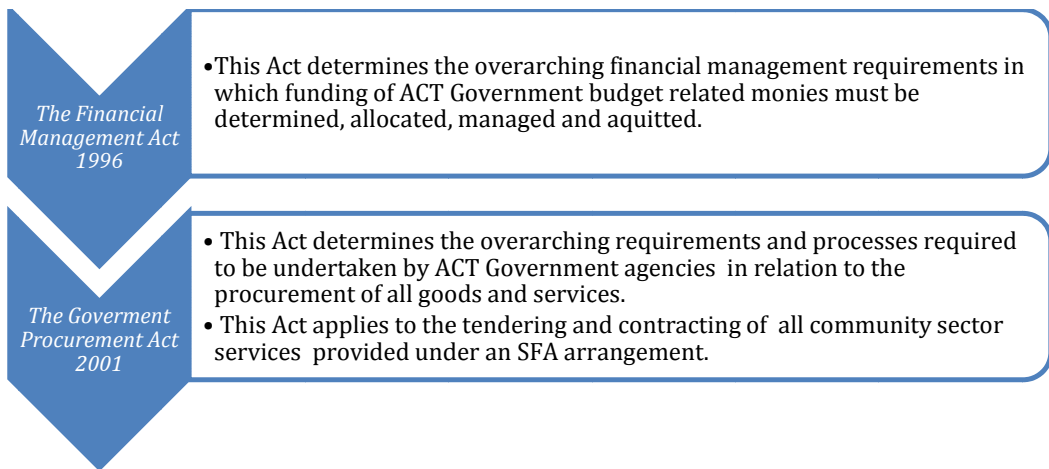 The Financial
Management Act
1996
•This Act determines the overarching financial management requirements in
which funding of ACT Government budget related monies must be
determined, allocated, managed and aquitted.
The Goverment
Procurement Act
2001
• This Act determines the overarching requirements and processes required
to be undertaken by ACT Government agencies in relation to the
procurement of all goods and services.
• This Act applies to the tendering and contracting of all community sector
services provided under an SFA arrangement.